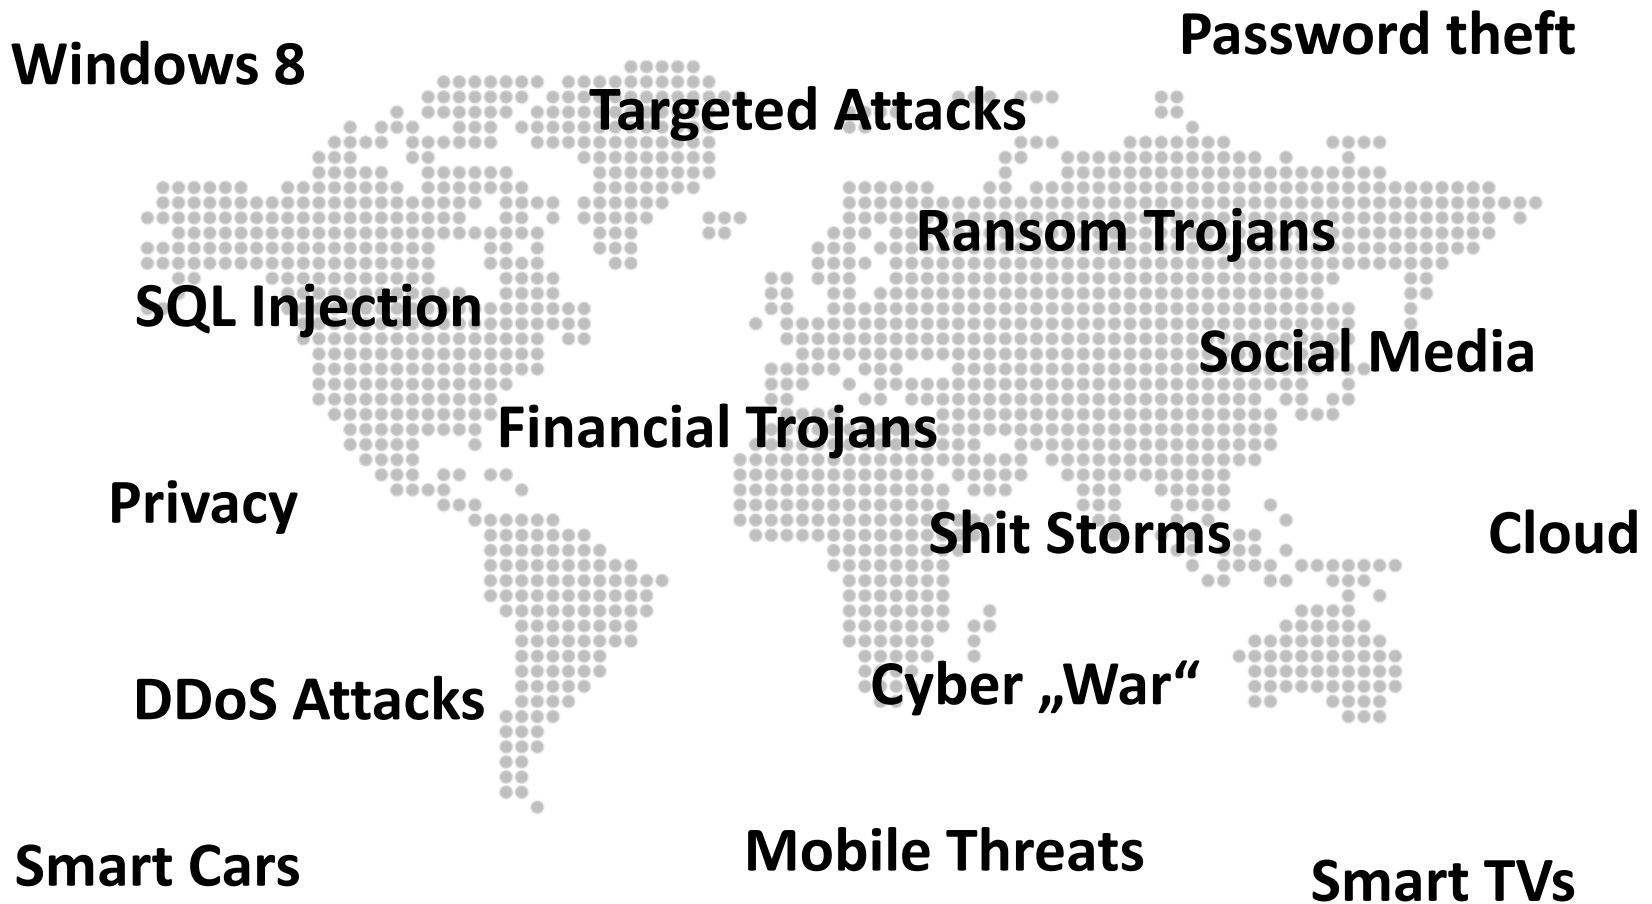 Password theft
Windows 8
Targeted Attacks
Ransom Trojans
SQL Injection
Social Media
Financial Trojans
Privacy
Shit Storms
Cloud
Cyber „War“
DDoS Attacks
Mobile Threats
Smart Cars
Smart TVs